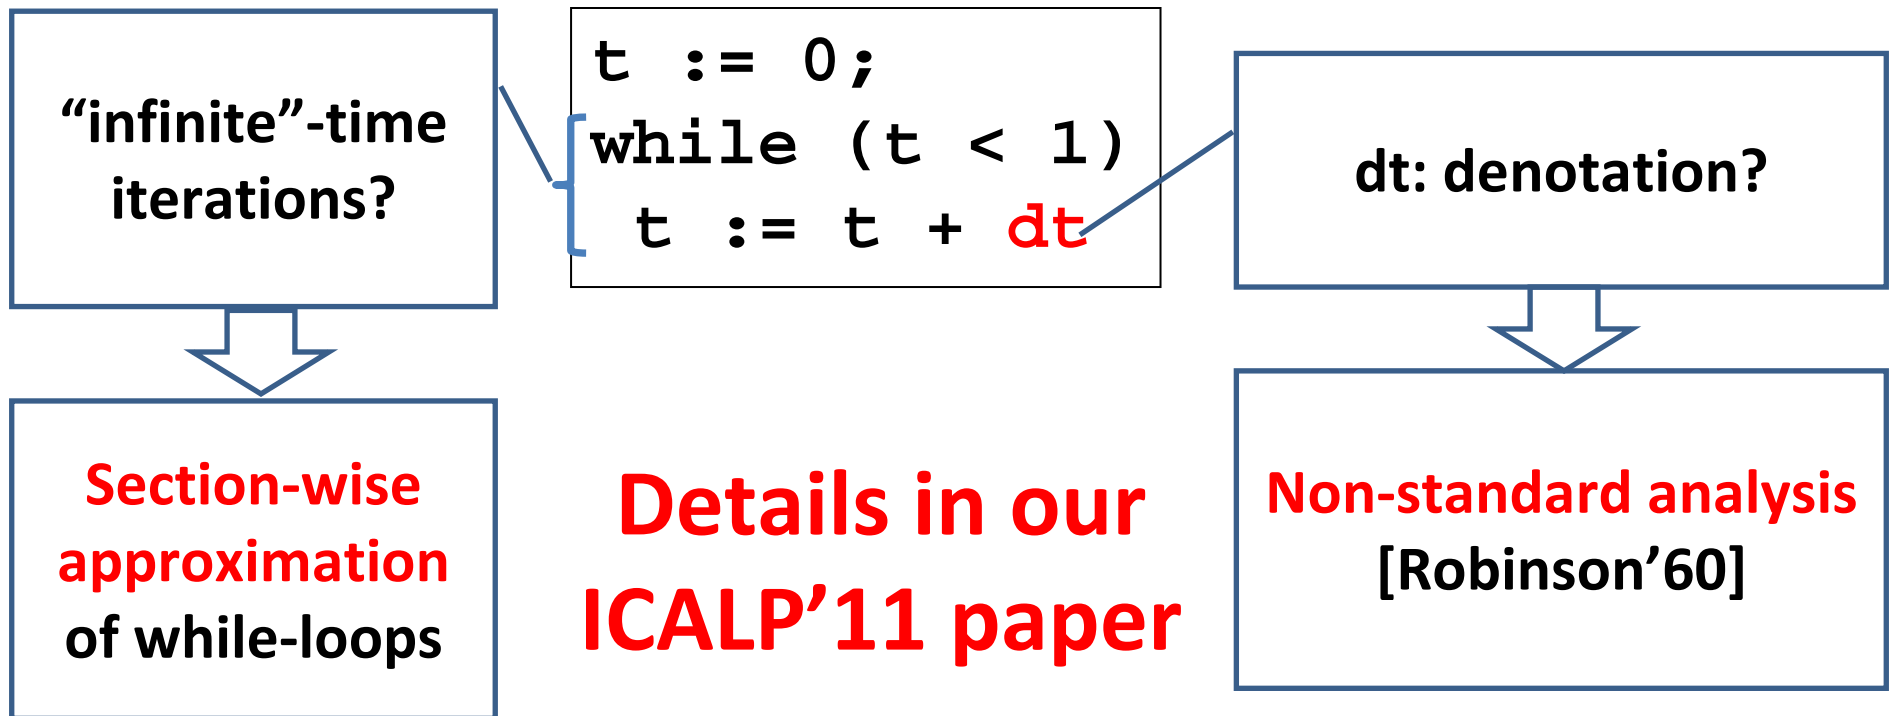 “infinite”-time
iterations?
t := 0;
while (t < 1)
t := t + dt
dt: denotation?
Section-wise
approximation
of while-loops
Details in our
ICALP’11 paper
Non-standard analysis
[Robinson’60]